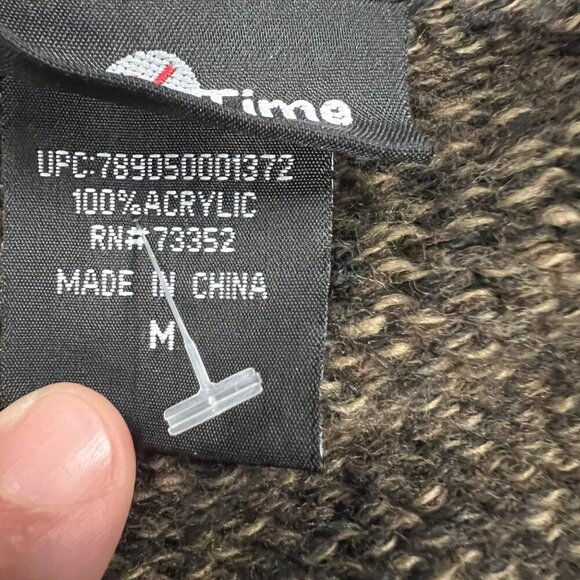 Time
UPC:789050001372
100%ACRYLIC
RN#73352
MADE IN CHINA
M